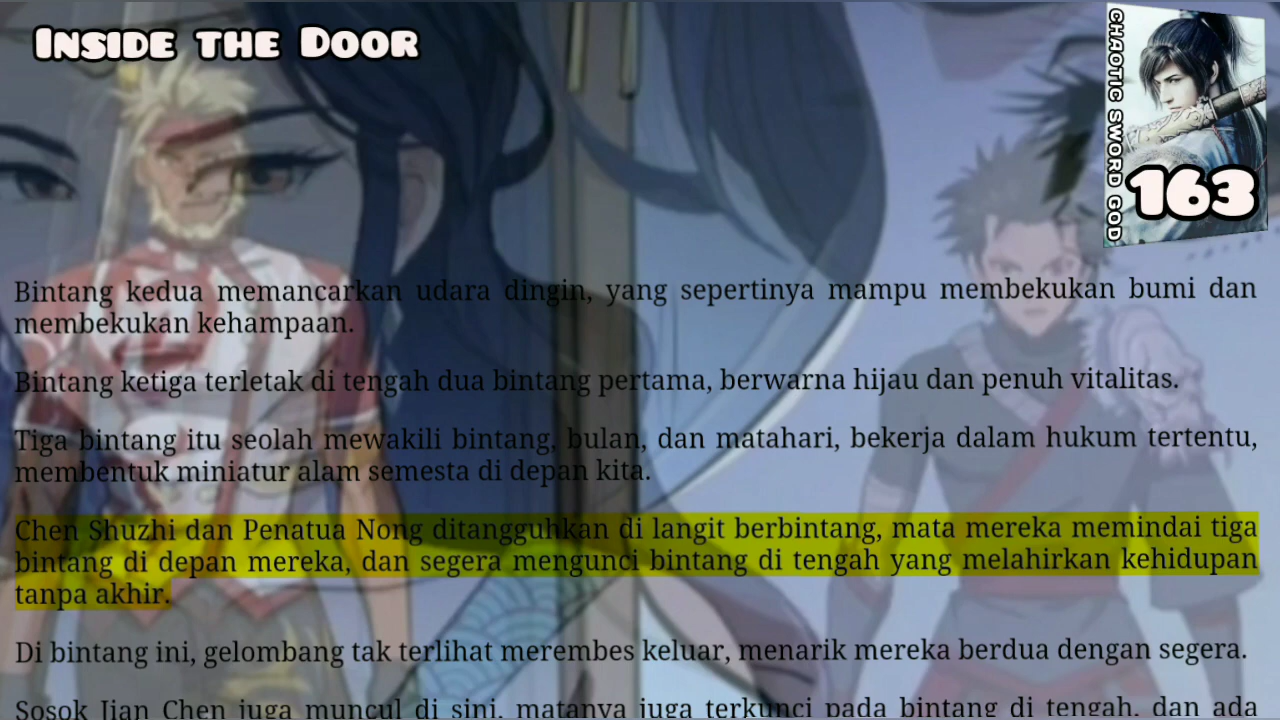 Inside the Door
CHAOTIC SWORD GOD
163
Bintang kedua memancarkan udara dingin, yang sepertinya mampu membekukan bumi dan
membekukan kehampaan.
Bintang ketiga terletak di tengah dua bintang pertama, berwarna hijau dan penuh vitalitas.
Tiga bintang itu seolah mewakili bintang, bulan, dan matahari, bekerja dalam hukum tertentu,
membentuk miniatur alam semesta di depan kita.
Chen Shuzhi dan Penatua Nong ditangguhkan di langit berbintang, mata mereka memindai tiga
bintang di depan mereka, dan segera mengunci bintang di tengah yang melahirkan kehidupan
tanpa akhir.
Di bintang ini, gelombang tak terlihat merembes keluar, menarik mereka berdua dengan segera.
Sosok Jian Chen juga muncul di sini, matanya juga terkunci pada bintang di tengah, dan ada